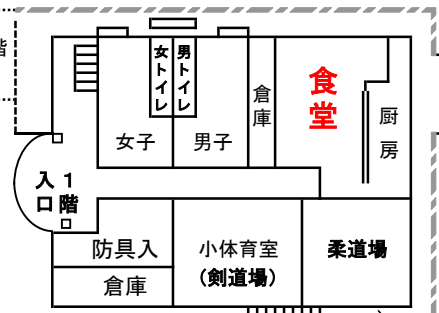 階
女トイレ
男トイレ
女子
男子
倉庫
食堂
厨房
入口
1階
防具入
倉庫
小体育室
(剣道場)
柔道場